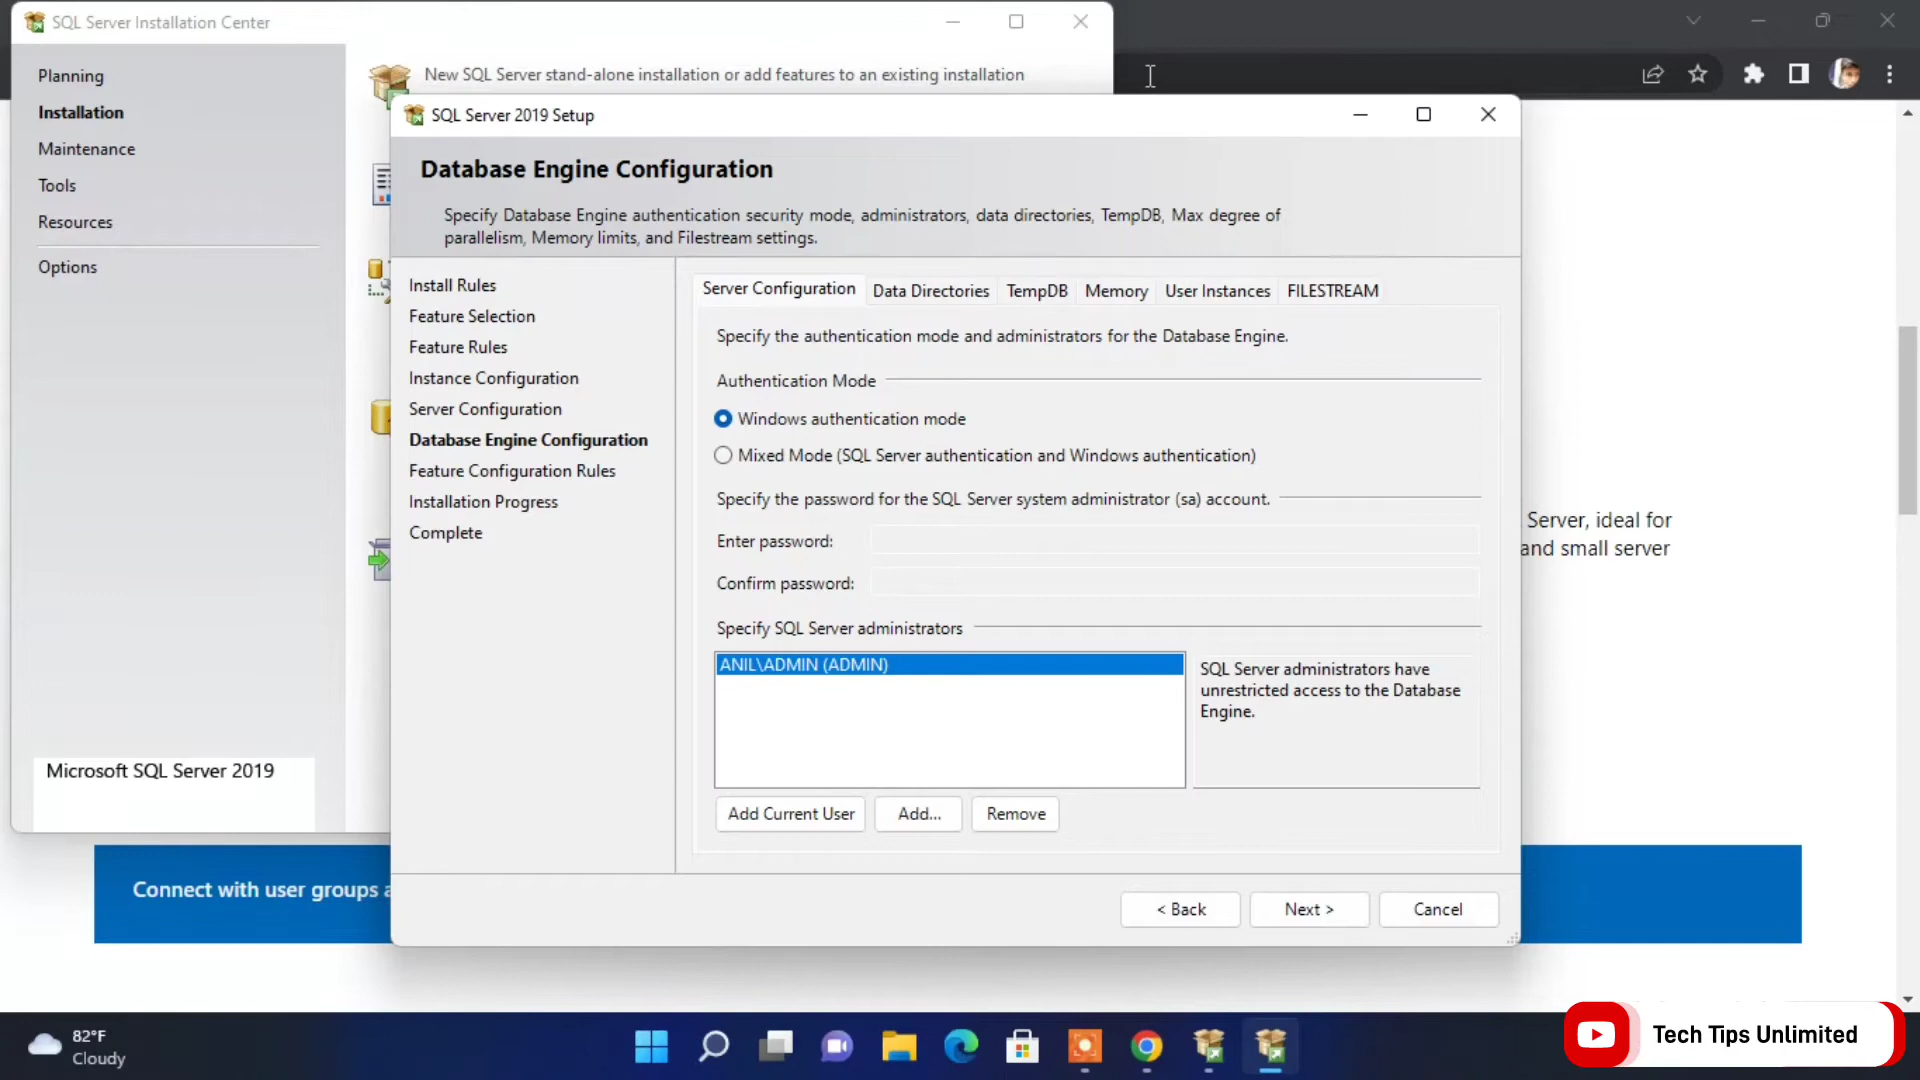 SQL Server Installation Center
Planning
Installation
Maintenance
Tools
Resources
Options
Microsoft SQL Server 2019
New SQL Server stand-alone installation or add features to an existing installation
SQL Server 2019 Setup
Database Engine Configuration
Specify Database Engine authentication security mode, administrators, data directories, TempDB, Max degree of
parallelism, Memory limits, and Filestream settings.
Install Rules
Feature Selection
Feature Rules
Instance Configuration
Server Configuration
Database Engine Configuration
Feature Configuration Rules
Installation Progress
Complete
Server Configuration Data Directories TempDB Memory User Instances FILESTREAM
Specify the authentication mode and administrators for the Database Engine.
Authentication Mode
Windows authentication mode
Mixed Mode (SQL Server authentication and Windows authentication)
Specify the password for the SQL Server system administrator (sa) account.
Enter password:
Confirm password:
Specify SQL Server administrators
ANIL\ADMIN (ADMIN)
SQL Server administrators have
unrestricted access to the Database
Engine.
Add Current User Add... Remove
< Back Next > Cancel
Server, ideal for
and small server
Connect with user groups a
82°F
Cloudy
Tech Tips Unlimited